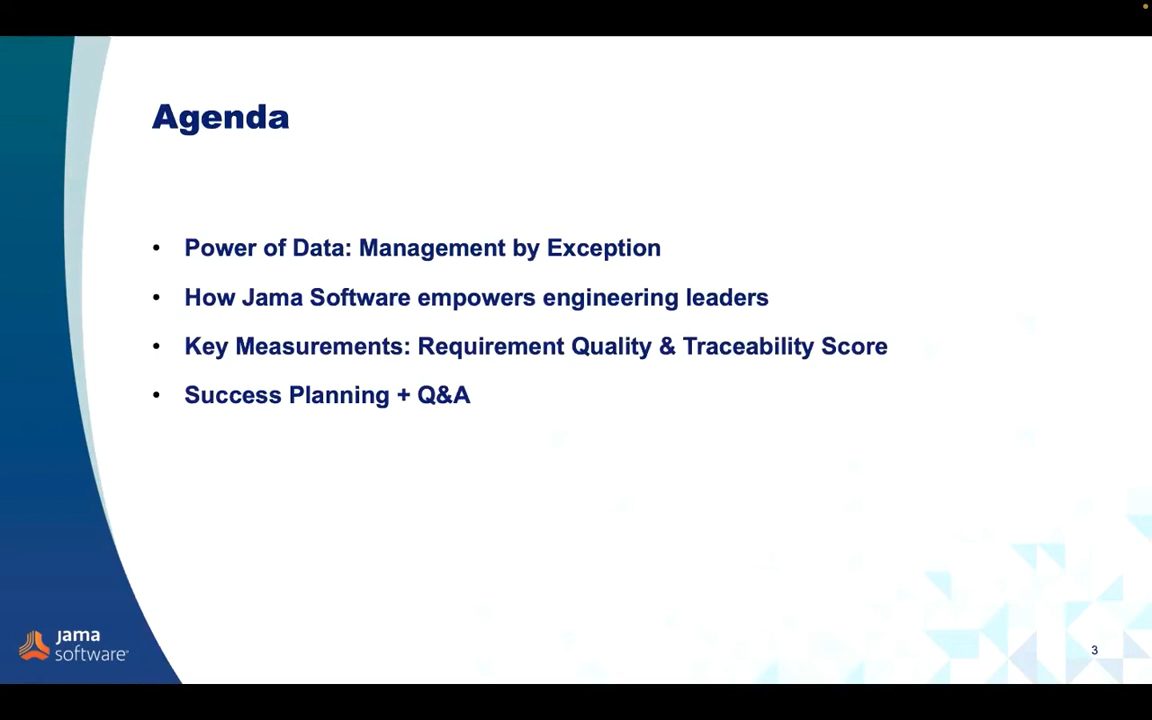 Agenda
• Power of Data: Management by Exception
• How Jama Software empowers engineering leaders
• Key Measurements: Requirement Quality & Traceability Score
• Success Planning + Q&A
jama
software
3